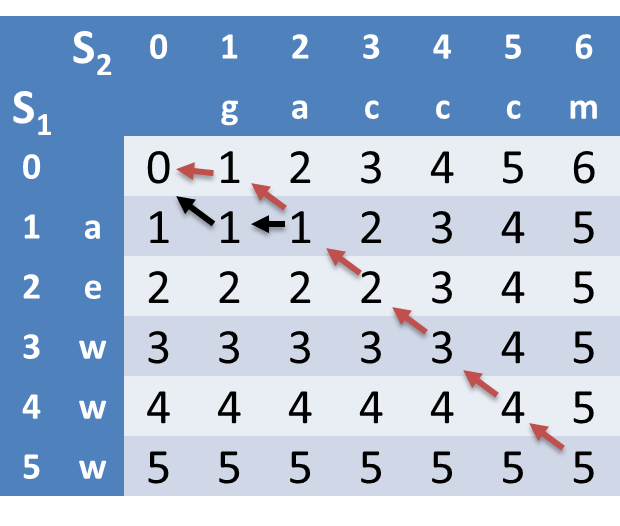 S2 0 1 2 3 4 5 6
S1 g a c c c m
0 0 1 2 3 4 5 6
1 a 1 1 1 2 3 4 5
2 e 2 2 2 2 3 4 5
3 w 3 3 3 3 3 4 5
4 w 4 4 4 4 4 4 5
5 w 5 5 5 5 5 5 5